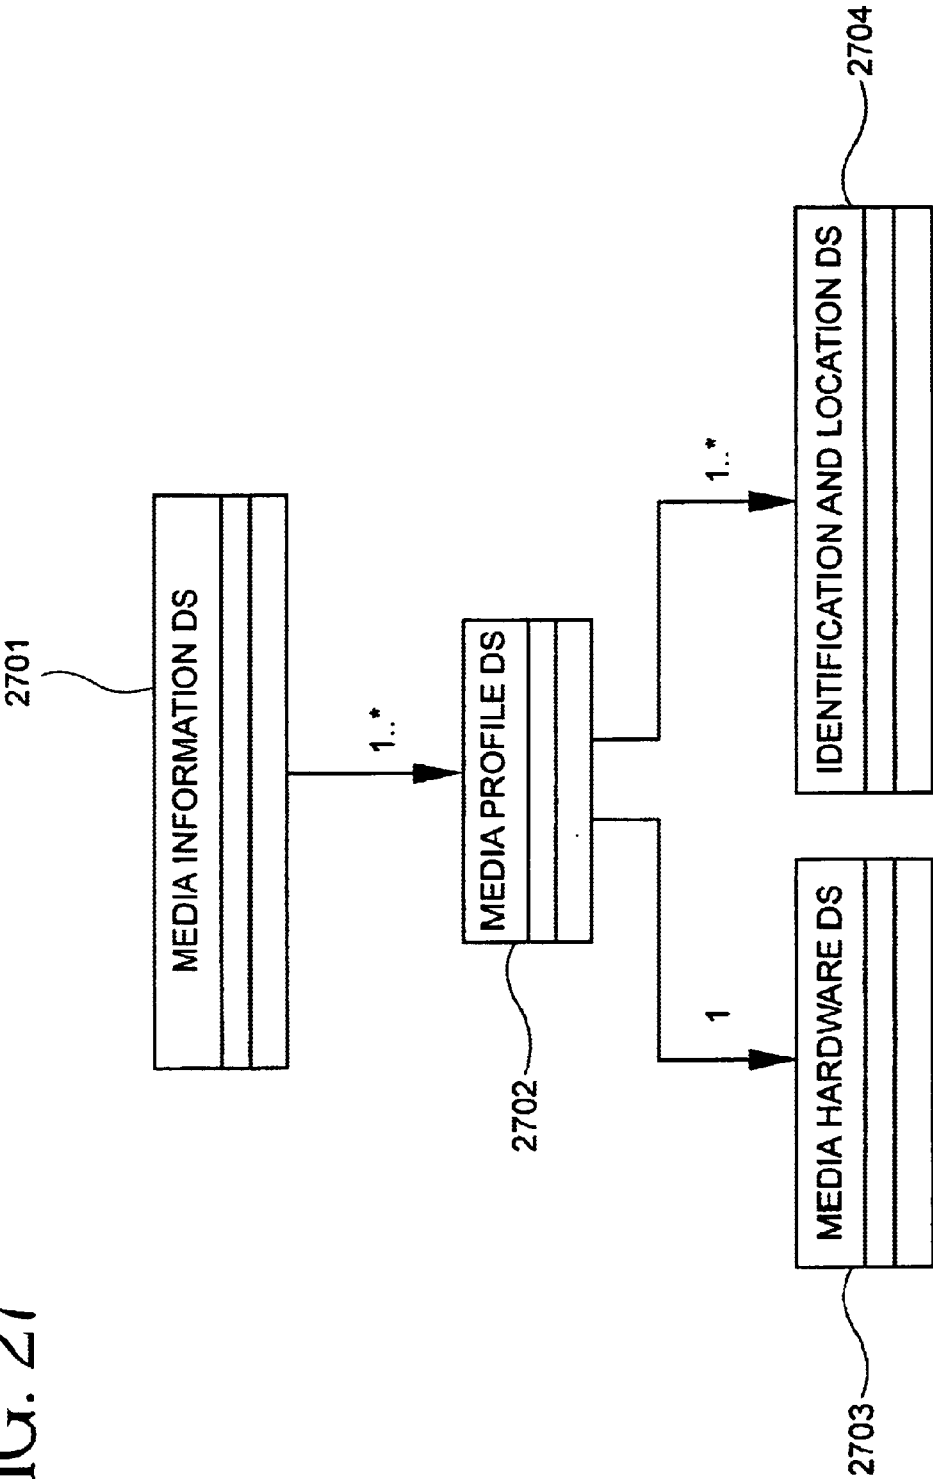 FIG. 27
2701
MEDIA INFORMATION DS
1..*
MEDIA PROFILE DS
2702
1
1..*
MEDIA HARDWARE DS
IDENTIFICATION AND LOCATION DS
2703
2704